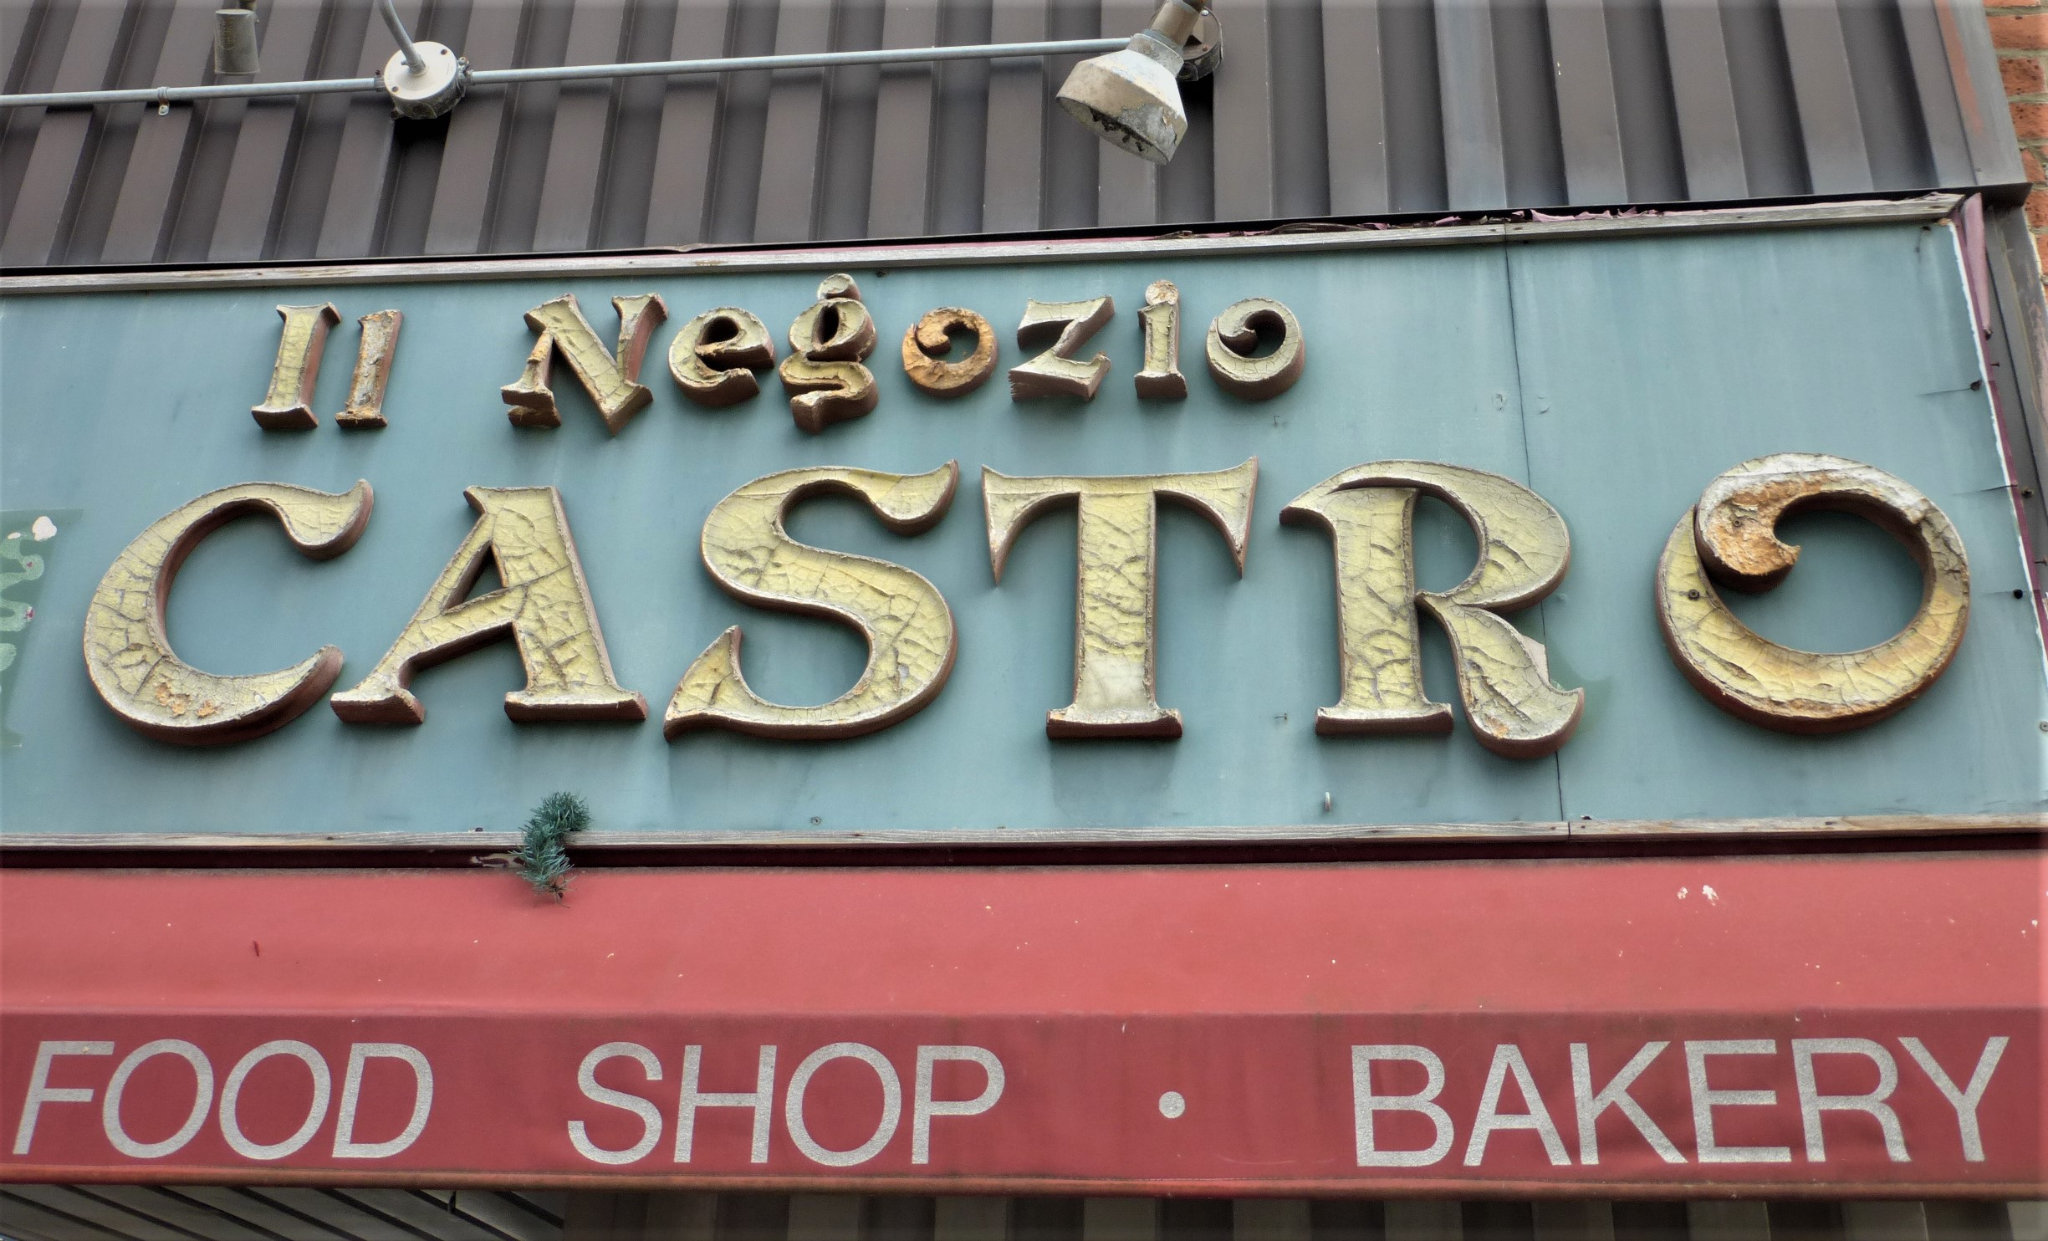 Il Negozio
CASTRO
FOOD SHOP · BAKERY